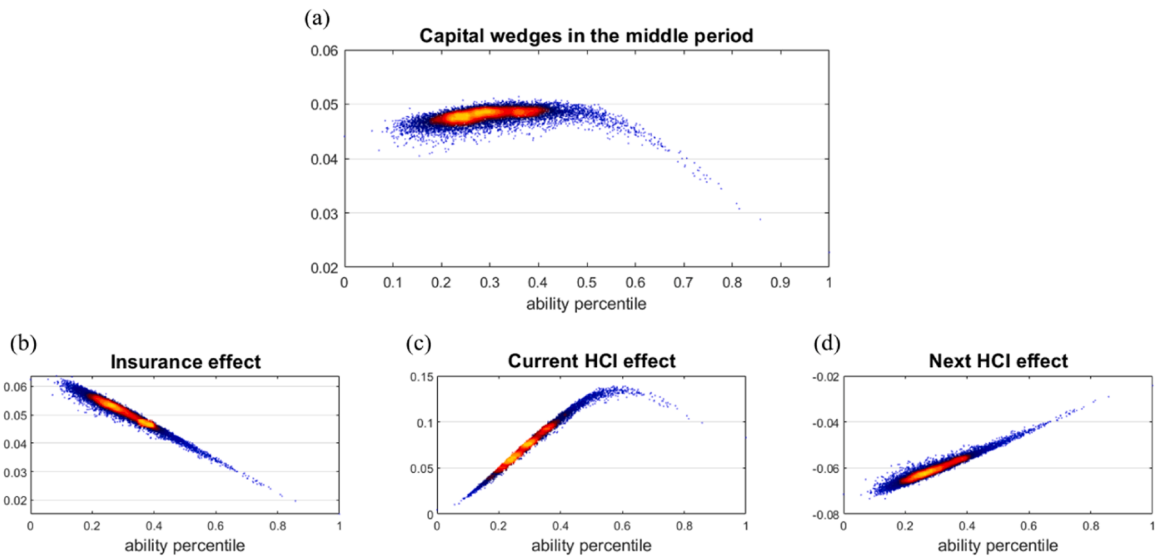 (a)
Capital wedges in the middle period
0.06
0.05
0.04
0.03
0.02
0 0.1 0.2 0.3 0.4 0.5 0.6 0.7 0.8 0.9 1
ability percentile
(b)
Insurance effect
0.06
0.05
0.04
0.03
0.02
0 0.2 0.4 0.6 0.8 1
ability percentile
(c)
Current HCI effect
0.15
0.1
0.05
0
0 0.2 0.4 0.6 0.8 1
ability percentile
(d)
Next HCI effect
-0.02
-0.04
-0.06
-0.08
0 0.2 0.4 0.6 0.8 1
ability percentile